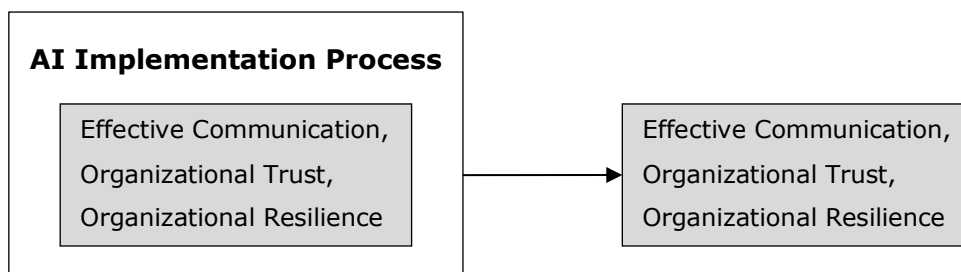 AI Implementation Process
Effective Communication,
Organizational Trust,
Organizational Resilience
Effective Communication,
Organizational Trust,
Organizational Resilience